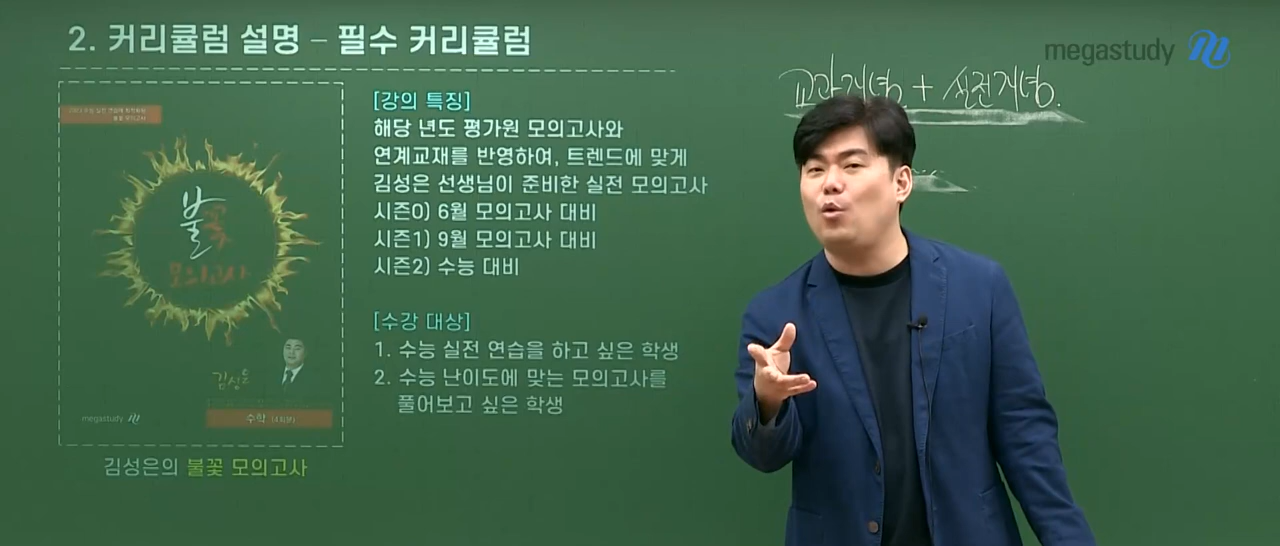 2. 커리큘럼 설명 – 필수 커리큘럼
megastudy
교과개념 + 실전개념.
불꽃 모의고사
불꽃
모의고사
김성은
megastudy
수학
김성은의 불꽃 모의고사
[강의 특징]
해당 년도 평가원 모의고사와
연계교재를 반영하여, 트렌드에 맞게
김성은 선생님이 준비한 실전 모의고사
시즌0) 6월 모의고사 대비
시즌1) 9월 모의고사 대비
시즌2) 수능 대비
[수강 대상]
1. 수능 실전 연습을 하고 싶은 학생
2. 수능 난이도에 맞는 모의고사를
풀어보고 싶은 학생